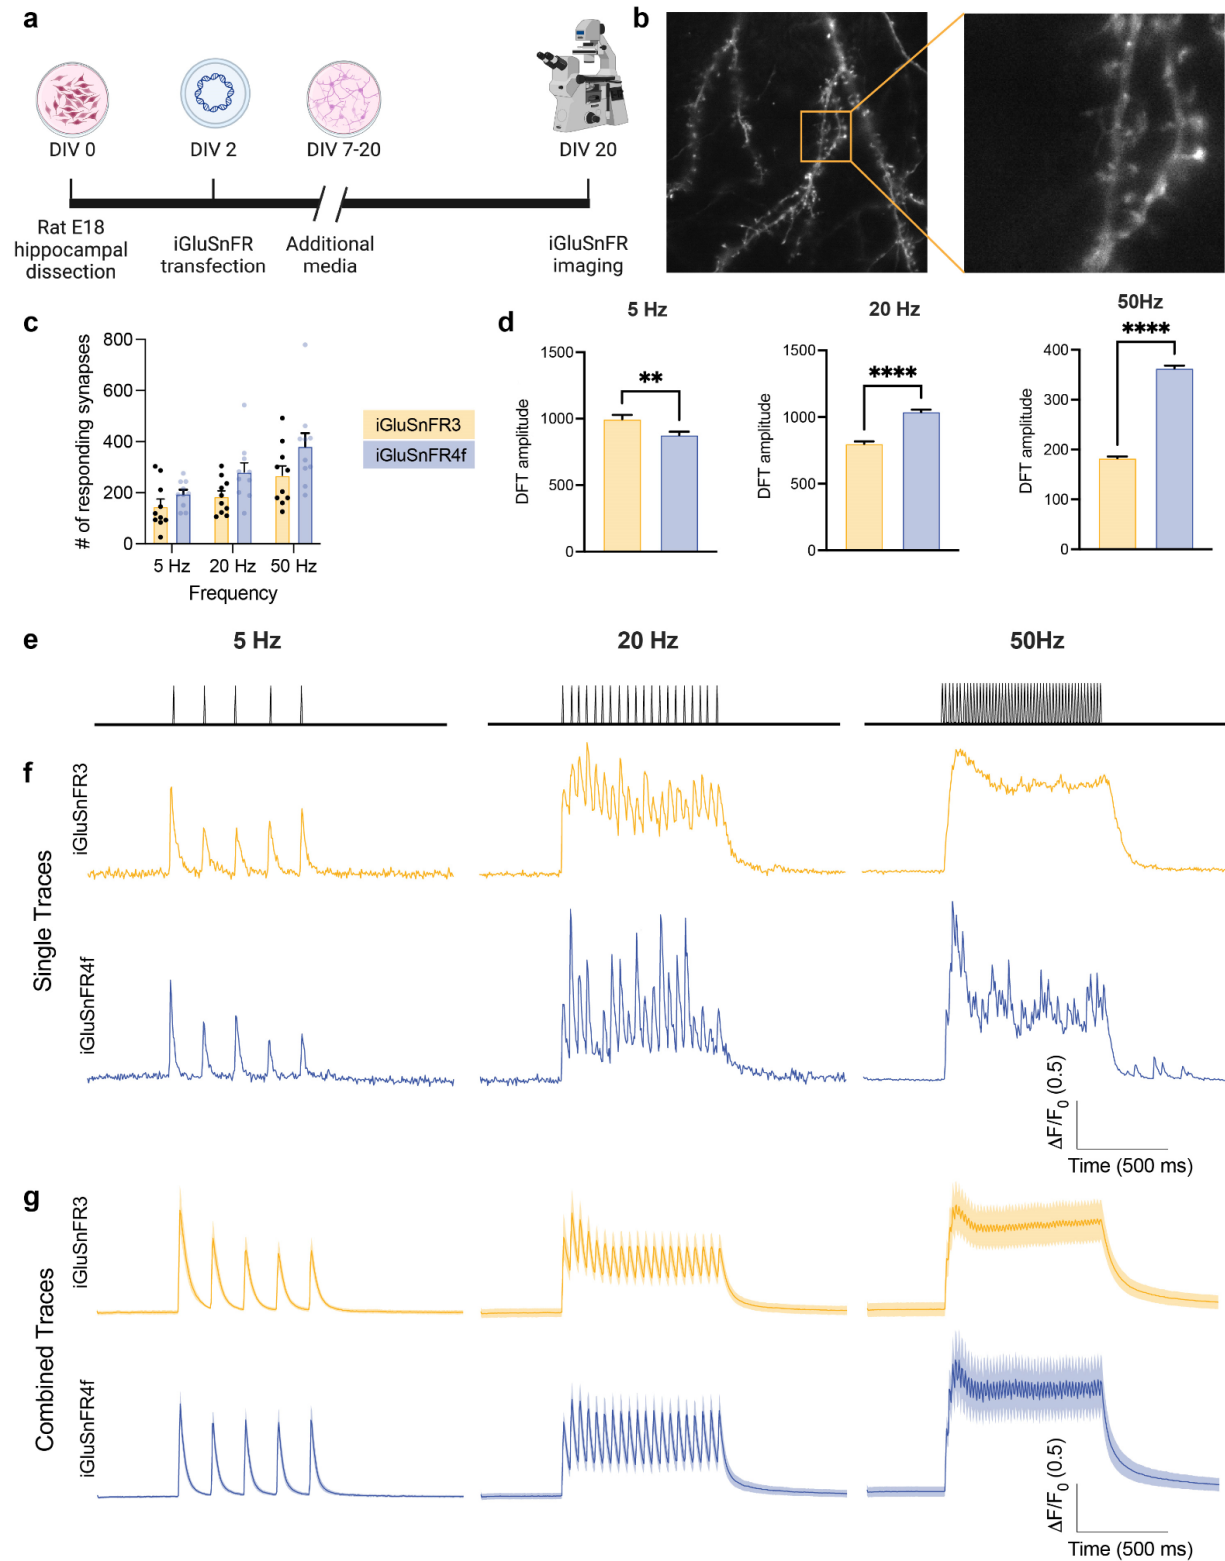 a
DIV 0
DIV 2
DIV 7-20
DIV 20
Rat E18
hippocampal
dissection
iGluSnFR
transfection
Additional
media
iGluSnFR
imaging
b
c
# of responding synapses
800
600
400
200
0
5 Hz
20 Hz
50 Hz
Frequency
iGluSnFR3
iGluSnFR4f
d
5 Hz
DFT amplitude
1500
1000
500
0
**
20 Hz
DFT amplitude
1500
1000
500
0
****
50Hz
DFT amplitude
400
300
200
100
0
****
e
5 Hz
20 Hz
50Hz
f
Single Traces
iGluSnFR3
iGluSnFR4f
ΔF/F0 (0.5)
Time (500 ms)
g
Combined Traces
iGluSnFR3
iGluSnFR4f
ΔF/F0 (0.5)
Time (500 ms)